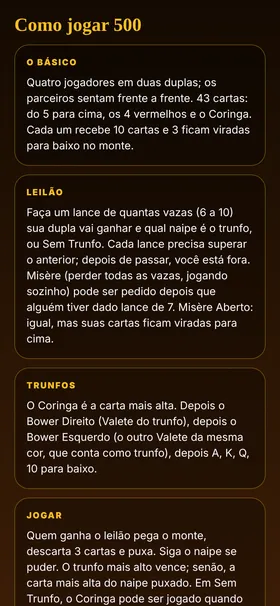 Como jogar 500
O BÁSICO
Quatro jogadores em duas duplas; os
parceiros sentam frente a frente. 43 cartas:
do 5 para cima, os 4 vermelhos e o Coringa.
Cada um recebe 10 cartas e 3 ficam viradas
para baixo no monte.
LEILÃO
Faça um lance de quantas vazas (6 a 10)
sua dupla vai ganhar e qual naipe é o trunfo,
ou Sem Trunfo. Cada lance precisa superar
o anterior; depois de passar, você está fora.
Misère (perder todas as vazas, jogando
sozinho) pode ser pedido depois que
alguém tiver dado lance de 7. Misère Aberto:
igual, mas suas cartas ficam viradas para
cima.
TRUNFOS
O Coringa é a carta mais alta. Depois o
Bower Direito (Valete do trunfo), depois o
Bower Esquerdo (o outro Valete da mesma
cor, que conta como trunfo), depois A, K, Q,
10 para baixo.
JOGAR
Quem ganha o leilão pega o monte,
descarta 3 cartas e puxa. Siga o naipe se
puder. O trunfo mais alto vence; senão, a
carta mais alta do naipe puxado. Em Sem
Trunfo, o Coringa pode ser jogado quando